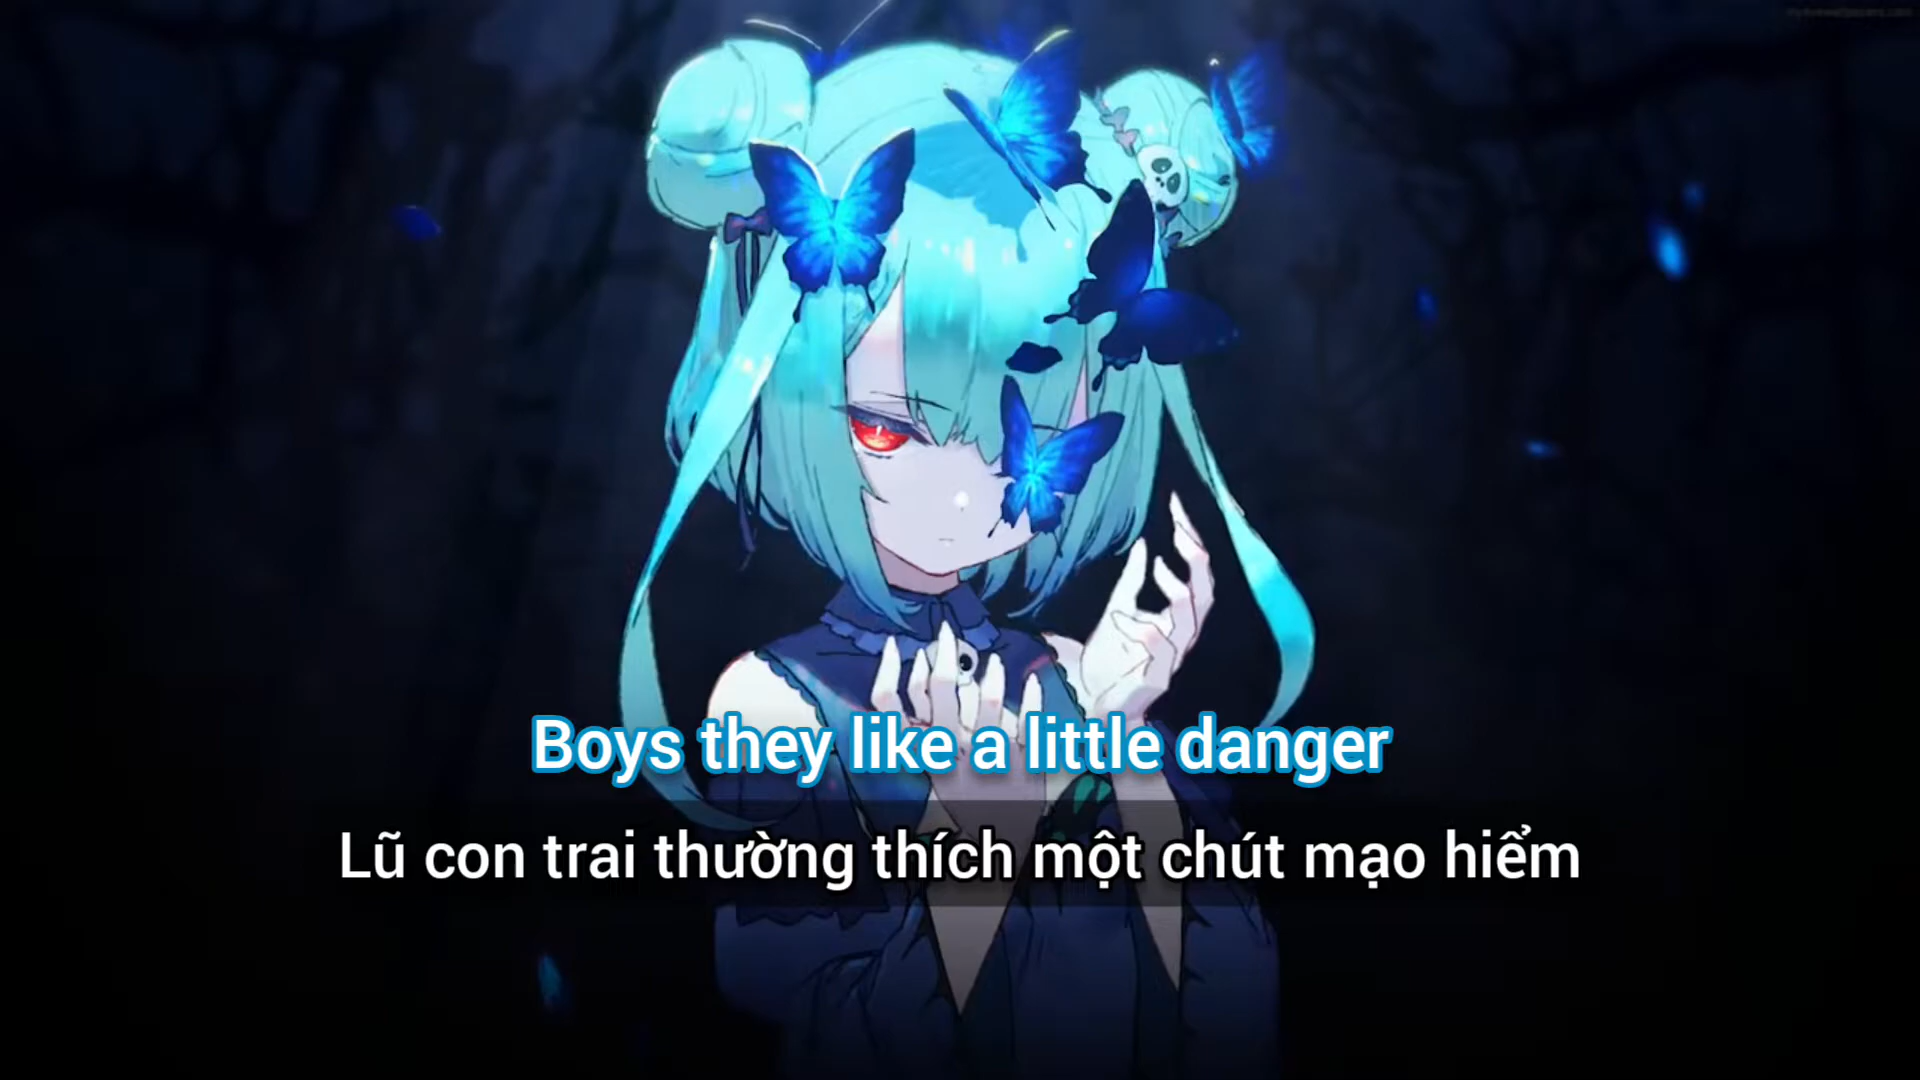 Boys they like a little danger
Lũ con trai thường thích một chút mạo hiểm